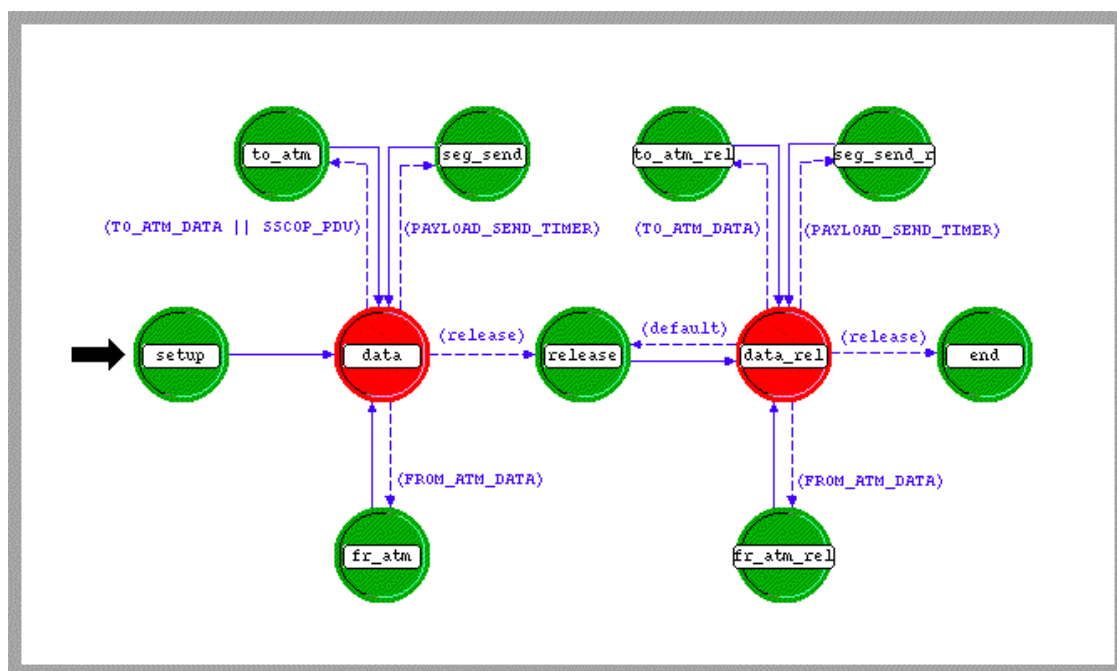 to_atm
seg_send
to_atm_rel
seg_send_r
(TO_ATM_DATA || SSCOP_PDU)
(PAYLOAD_SEND_TIMER)
(TO_ATM_DATA)
(PAYLOAD_SEND_TIMER)
setup
data
(release)
release
(default)
data_rel
(release)
end
(FROM_ATM_DATA)
(FROM_ATM_DATA)
fr_atm
fr_atm_rel